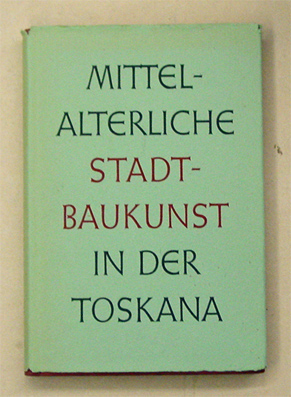 MITTEL-
ALTERLICHE
STADT-
BAUKUNST
IN DER
TOSKANA